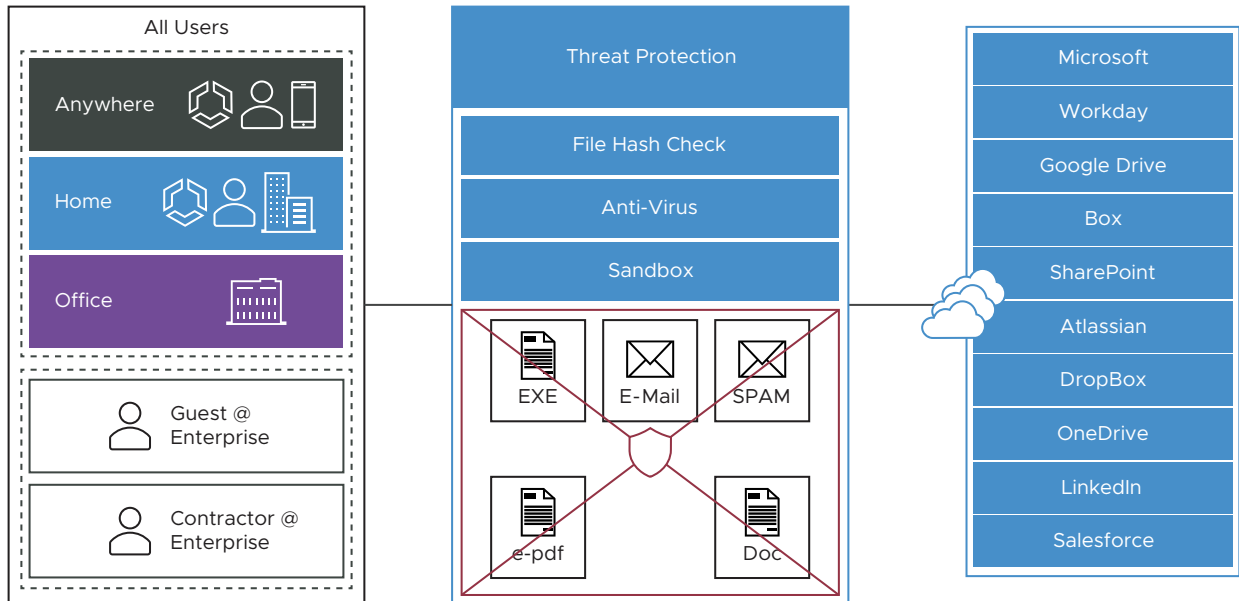 All Users
Anywhere
Home
Office
Guest @
Enterprise
Contractor @
Enterprise
Threat Protection
File Hash Check
Anti-Virus
Sandbox
EXE
E-Mail
SPAM
e-pdf
Doc
Microsoft
Workday
Google Drive
Box
SharePoint
Atlassian
DropBox
OneDrive
LinkedIn
Salesforce